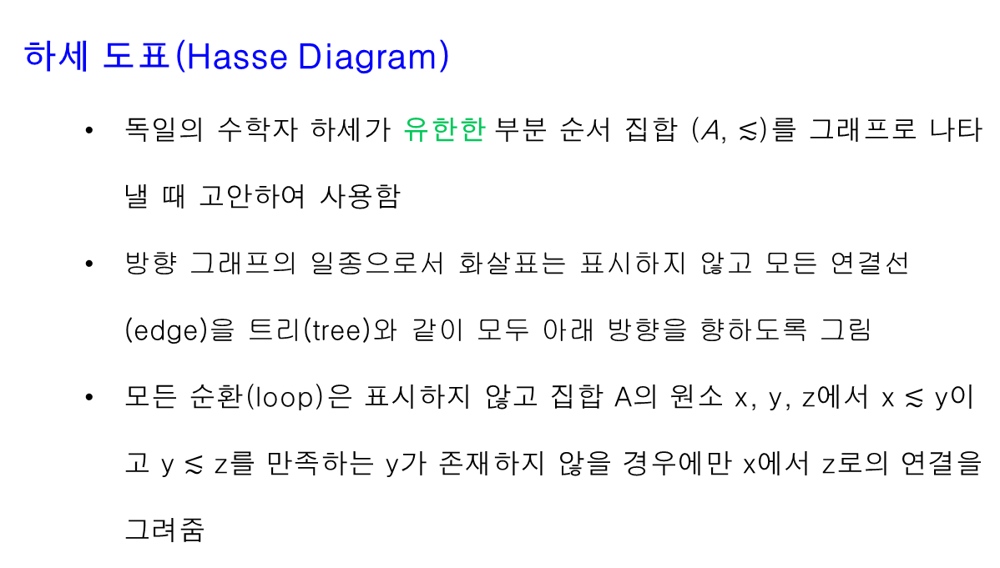 하세 도표(Hasse Diagram)
• 독일의 수학자 하세가 유한한 부분 순서 집합 (A, ≲)를 그래프로 나타
낼 때 고안하여 사용함
• 방향 그래프의 일종으로서 화살표는 표시하지 않고 모든 연결선
(edge)을 트리(tree)와 같이 모두 아래 방향을 향하도록 그림
• 모든 순환(loop)은 표시하지 않고 집합 A의 원소 x, y, z에서 x ≲ y이
고 y ≲ z를 만족하는 y가 존재하지 않을 경우에만 x에서 z로의 연결을
그려줌